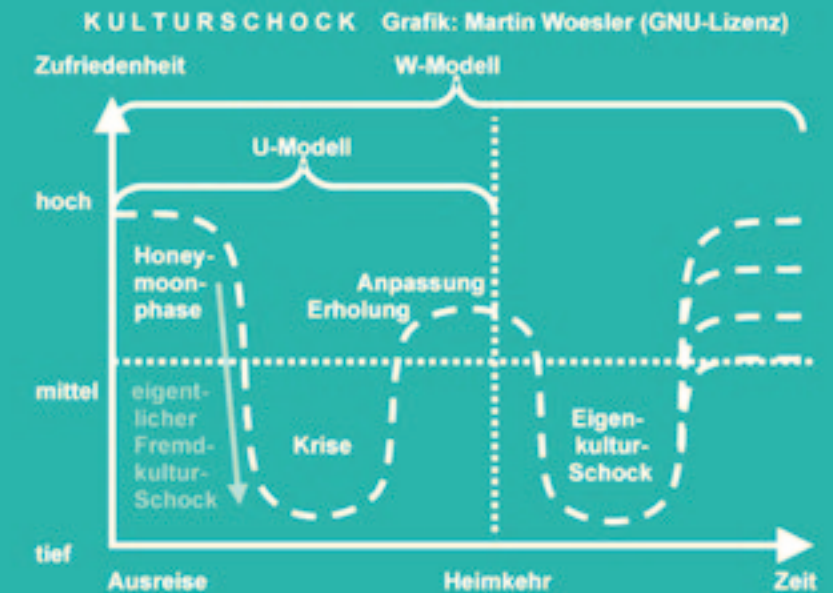 KULTURSCHOCK Grafik: Martin Woesler (GNU-Lizenz)
Zufriedenheit
W-Modell
U-Modell
hoch
Honey-
moon-
phase
Anpassung
Erholung
mittel
eigent-
licher
Fremd-
kultur-
Schock
Krise
Eigen-
kultur-
Schock
tief
Ausreise
Heimkehr
Zeit